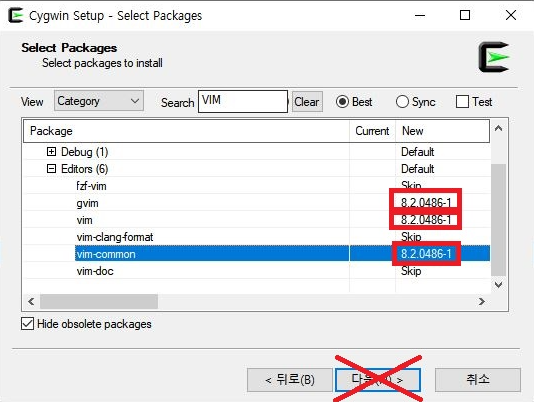 Cygwin Setup - Select Packages
Select Packages
Select packages to install
View Category Search VIM Clear Best Sync Test
Package Current New
Debug (1) Default
Editors (6) Default
fzf-vim Skip
gvim 8.2.0486-1
vim 8.2.0486-1
vim-clang-format Skip
vim-common 8.2.0486-1
vim-doc Skip
Hide obsolete packages
< 뒤로(B) > 취소